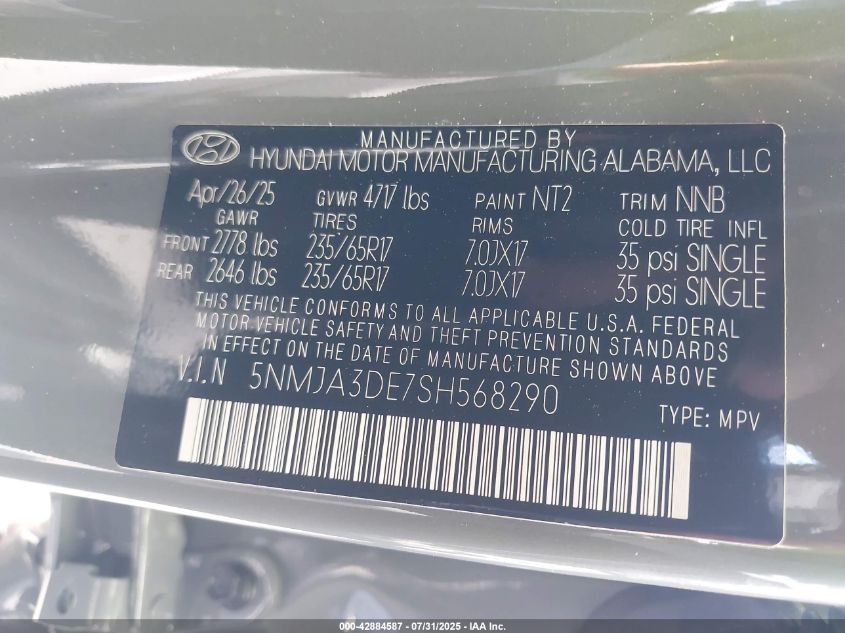 MANUFACTURED BY
HYUNDAI MOTOR MANUFACTURING ALABAMA, LLC
Apr/26/25 GVWR 4717 lbs PAINT NT2 TRIM NNB
GAWR TIRES RIMS COLD TIRE INFL
FRONT 2778 lbs 235/65R17 7.0JX17 35 psi SINGLE
REAR 2646 lbs 235/65R17 7.0JX17 35 psi SINGLE
THIS VEHICLE CONFORMS TO ALL APPLICABLE U.S.A. FEDERAL
MOTOR VEHICLE SAFETY AND THEFT PREVENTION STANDARDS
IN EFFECT ON THE DATE OF MANUFACTURE SHOWN ABOVE
V.I.N 5NMJA3DE7SH568290
TYPE: MPV
000-42884587 - 07/31/2025 - IAA Inc.